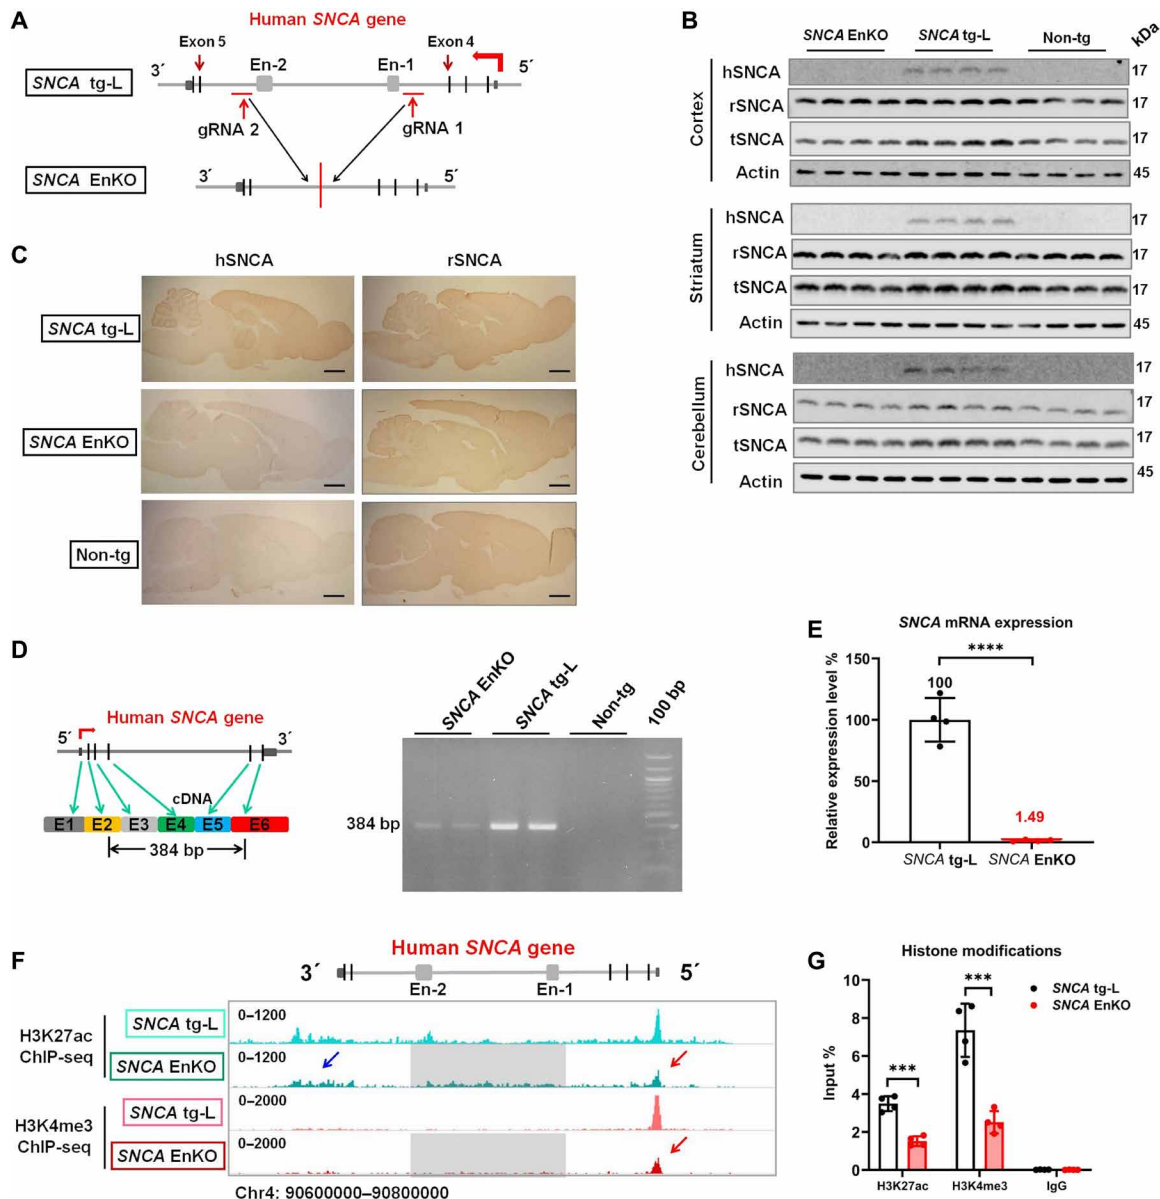 A
Human SNCA gene
Exon 5
Exon 4
3´
En-2
En-1
5´
SNCA tg-L
gRNA 2
gRNA 1
SNCA EnKO
3´
5´
B
SNCA EnKO
SNCA tg-L
Non-tg
kDa
Cortex
hSNCA
17
rSNCA
17
tSNCA
17
Actin
45
Striatum
hSNCA
17
rSNCA
17
tSNCA
17
Actin
45
Cerebellum
hSNCA
17
rSNCA
17
tSNCA
17
Actin
45
C
hSNCA
rSNCA
SNCA tg-L
SNCA EnKO
Non-tg
D
Human SNCA gene
5´
3´
cDNA
E1 E2 E3 E4 E5 E6
384 bp
SNCA EnKO
SNCA tg-L
Non-tg
100 bp
384 bp
E
SNCA mRNA expression
Relative expression level %
150
100
50
0
****
100
1.49
SNCA tg-L
SNCA EnKO
F
Human SNCA gene
3´
5´
En-2
En-1
H3K27ac
ChIP-seq
SNCA tg-L
0–1200
SNCA EnKO
0–1200
H3K4me3
ChIP-seq
SNCA tg-L
0–2000
SNCA EnKO
0–2000
Chr4: 90600000–90800000
G
Histone modifications
Input %
10
8
6
4
2
0
***
***
SNCA tg-L
SNCA EnKO
H3K27ac
H3K4me3
IgG